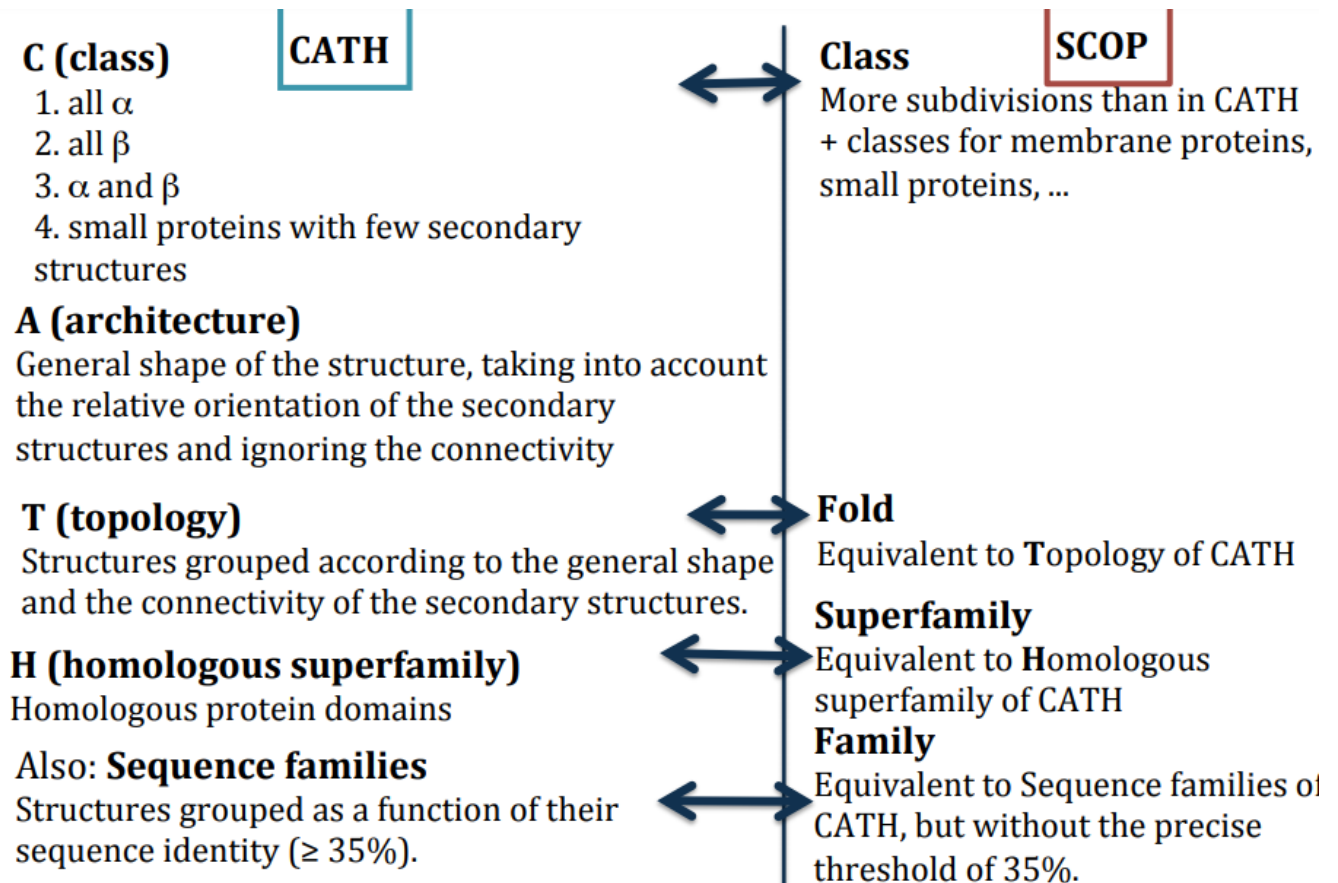 CATH
C (class)
1. all α
2. all β
3. α and β
4. small proteins with few secondary
structures
A (architecture)
General shape of the structure, taking into account
the relative orientation of the secondary
structures and ignoring the connectivity
T (topology)
Structures grouped according to the general shape
and the connectivity of the secondary structures.
H (homologous superfamily)
Homologous protein domains
Also: Sequence families
Structures grouped as a function of their
sequence identity (≥ 35%).
SCOP
Class
More subdivisions than in CATH
+ classes for membrane proteins,
small proteins, ...
Fold
Equivalent to Topology of CATH
Superfamily
Equivalent to Homologous
superfamily of CATH
Family
Equivalent to Sequence families of
CATH, but without the precise
threshold of 35%.